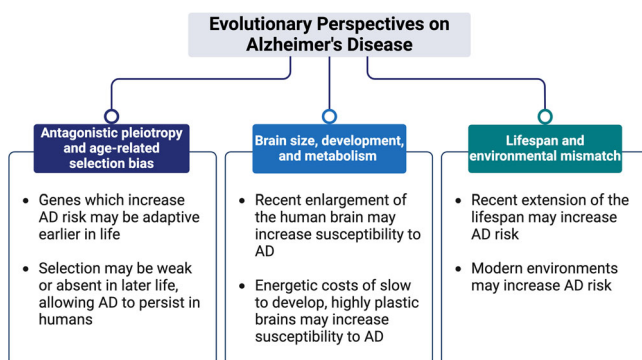 Evolutionary Perspectives on
Alzheimer's Disease
Antagonistic pleiotropy
and age-related
selection bias
• Genes which increase
AD risk may be adaptive
earlier in life
• Selection may be weak
or absent in later life,
allowing AD to persist in
humans
Brain size, development,
and metabolism
• Recent enlargement of
the human brain may
increase susceptibility to
AD
• Energetic costs of slow
to develop, highly plastic
brains may increase
susceptibility to AD
Lifespan and
environmental mismatch
• Recent extension of the
lifespan may increase
AD risk
• Modern environments
may increase AD risk